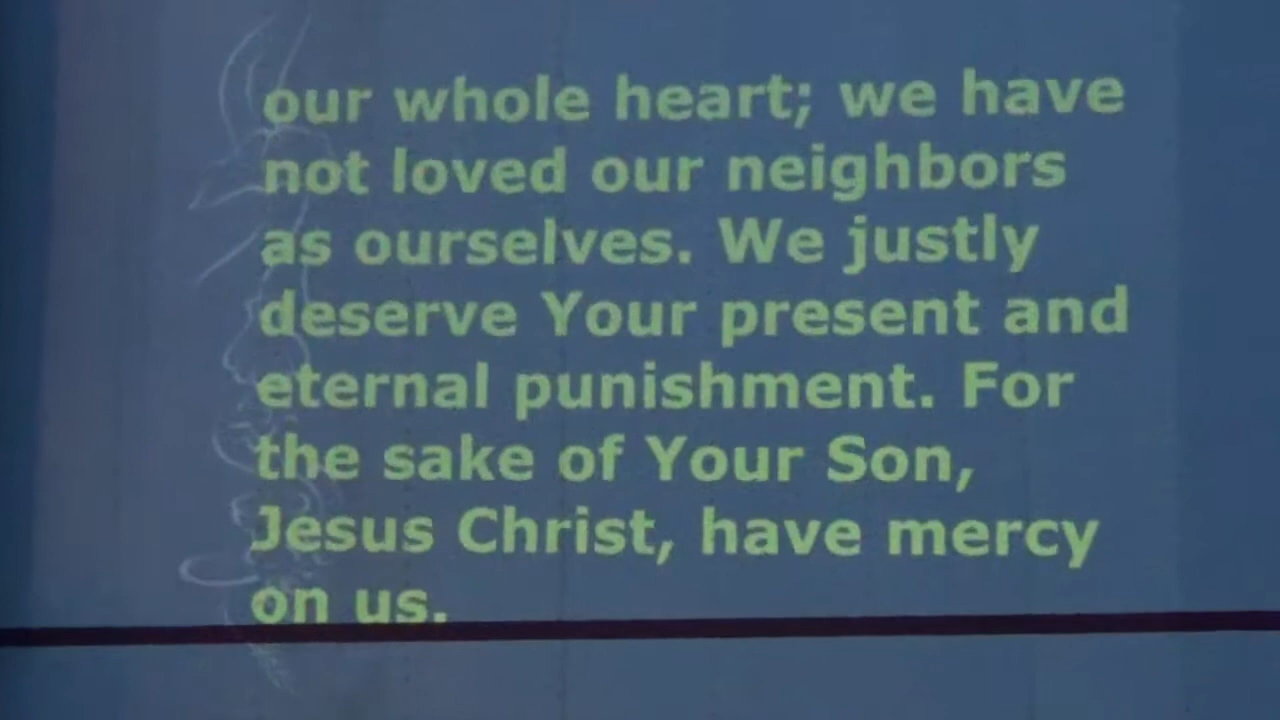 our whole heart; we have
not loved our neighbors
as ourselves. We justly
deserve Your present and
eternal punishment. For
the sake of Your Son,
Jesus Christ, have mercy
on us.